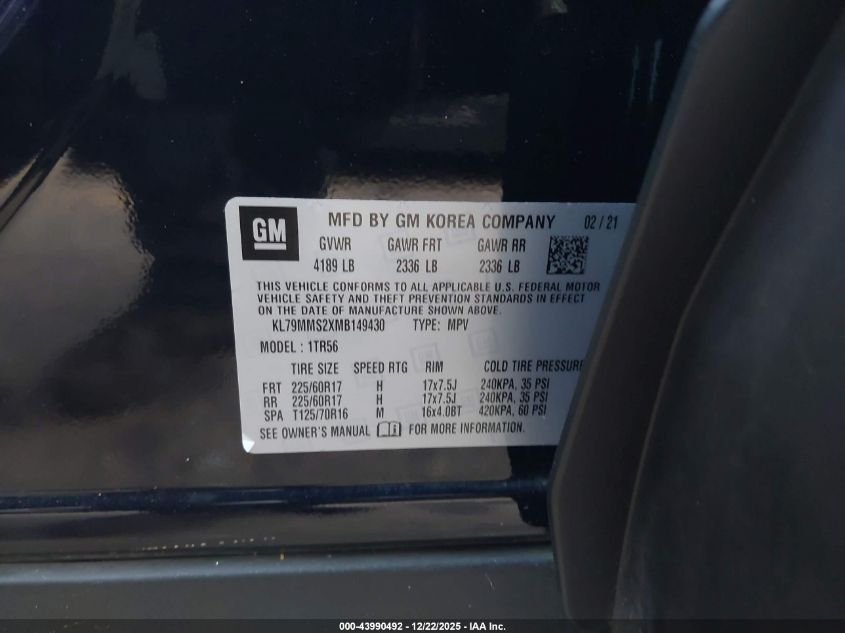 GM
MFD BY GM KOREA COMPANY 02 / 21
GVWR GAWR FRT GAWR RR
4189 LB 2336 LB 2336 LB
THIS VEHICLE CONFORMS TO ALL APPLICABLE U.S. FEDERAL MOTOR
VEHICLE SAFETY AND THEFT PREVENTION STANDARDS IN EFFECT
ON THE DATE OF MANUFACTURE SHOWN ABOVE.
KL79MMS2XMB149430 TYPE: MPV
MODEL : 1TR56
TIRE SIZE SPEED RTG RIM COLD TIRE PRESSURE
FRT 225/60R17 H 17x7.5J 240KPA, 35 PSI
RR 225/60R17 H 17x7.5J 240KPA, 35 PSI
SPA T125/70R16 M 16x4.0BT 420KPA, 60 PSI
SEE OWNER'S MANUAL FOR MORE INFORMATION.
000-43990492 - 12/22/2025 - IAA Inc.